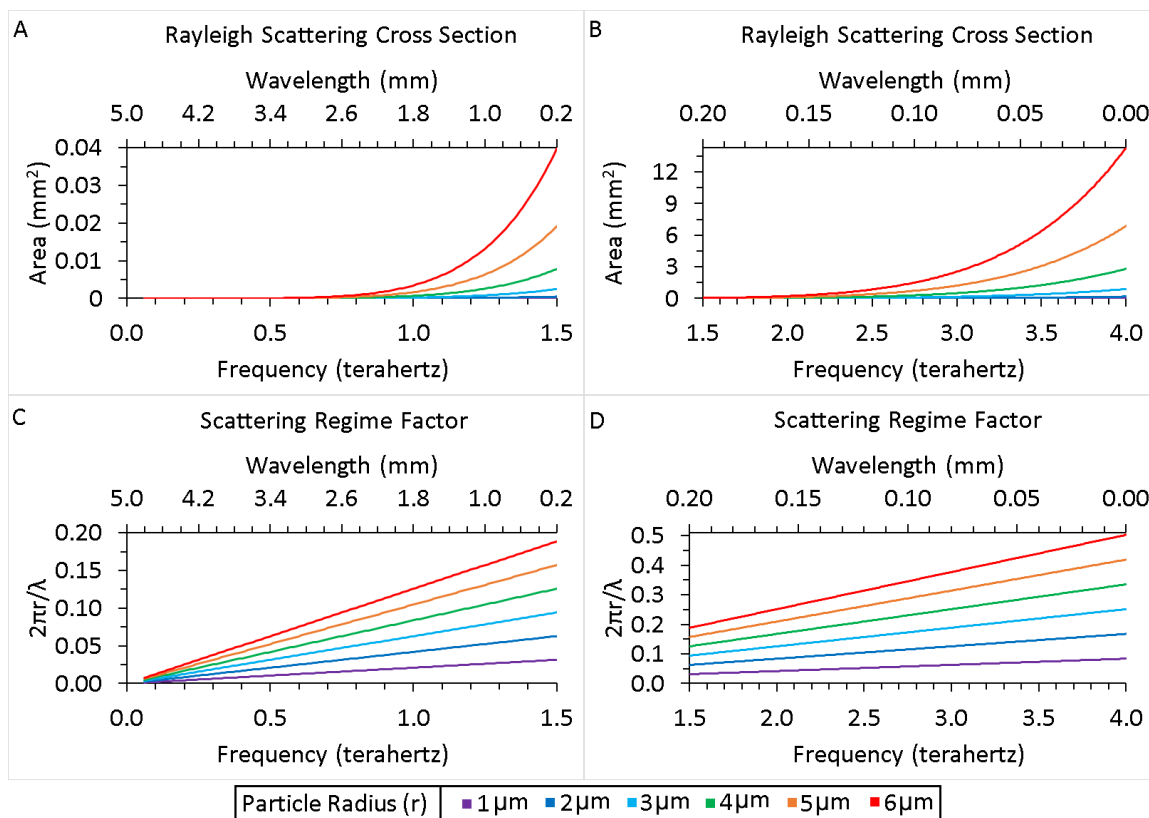 A
Rayleigh Scattering Cross Section
Wavelength (mm)
5.0 4.2 3.4 2.6 1.8 1.0 0.2
0.04
0.03
0.02
0.01
0
Area (mm²)
0.0 0.5 1.0 1.5
Frequency (terahertz)
B
Rayleigh Scattering Cross Section
Wavelength (mm)
0.20 0.15 0.10 0.05 0.00
12
9
6
3
0
Area (mm²)
1.5 2.0 2.5 3.0 3.5 4.0
Frequency (terahertz)
C
Scattering Regime Factor
Wavelength (mm)
5.0 4.2 3.4 2.6 1.8 1.0 0.2
0.20
0.15
0.10
0.05
0.00
2πr/λ
0.0 0.5 1.0 1.5
Frequency (terahertz)
D
Scattering Regime Factor
Wavelength (mm)
0.20 0.15 0.10 0.05 0.00
0.5
0.4
0.3
0.2
0.1
0.0
2πr/λ
1.5 2.0 2.5 3.0 3.5 4.0
Frequency (terahertz)
Particle Radius (r) 1μm 2μm 3μm 4μm 5μm 6μm